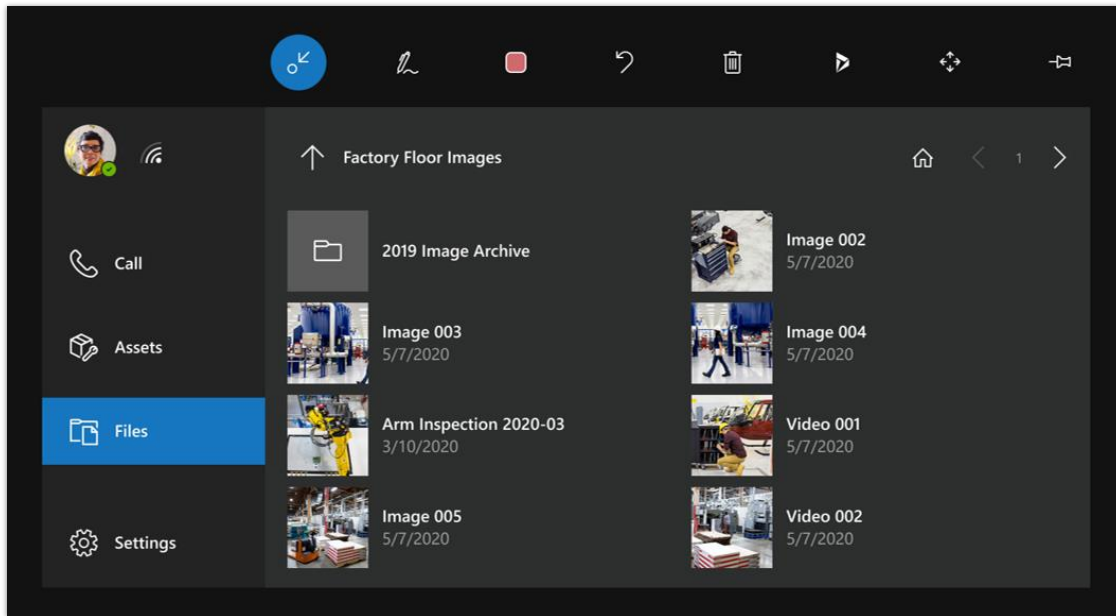 Factory Floor Images
1
Call
Assets
Files
Settings
2019 Image Archive
Image 002
5/7/2020
Image 003
5/7/2020
Image 004
5/7/2020
Arm Inspection 2020-03
3/10/2020
Video 001
5/7/2020
Image 005
5/7/2020
Video 002
5/7/2020